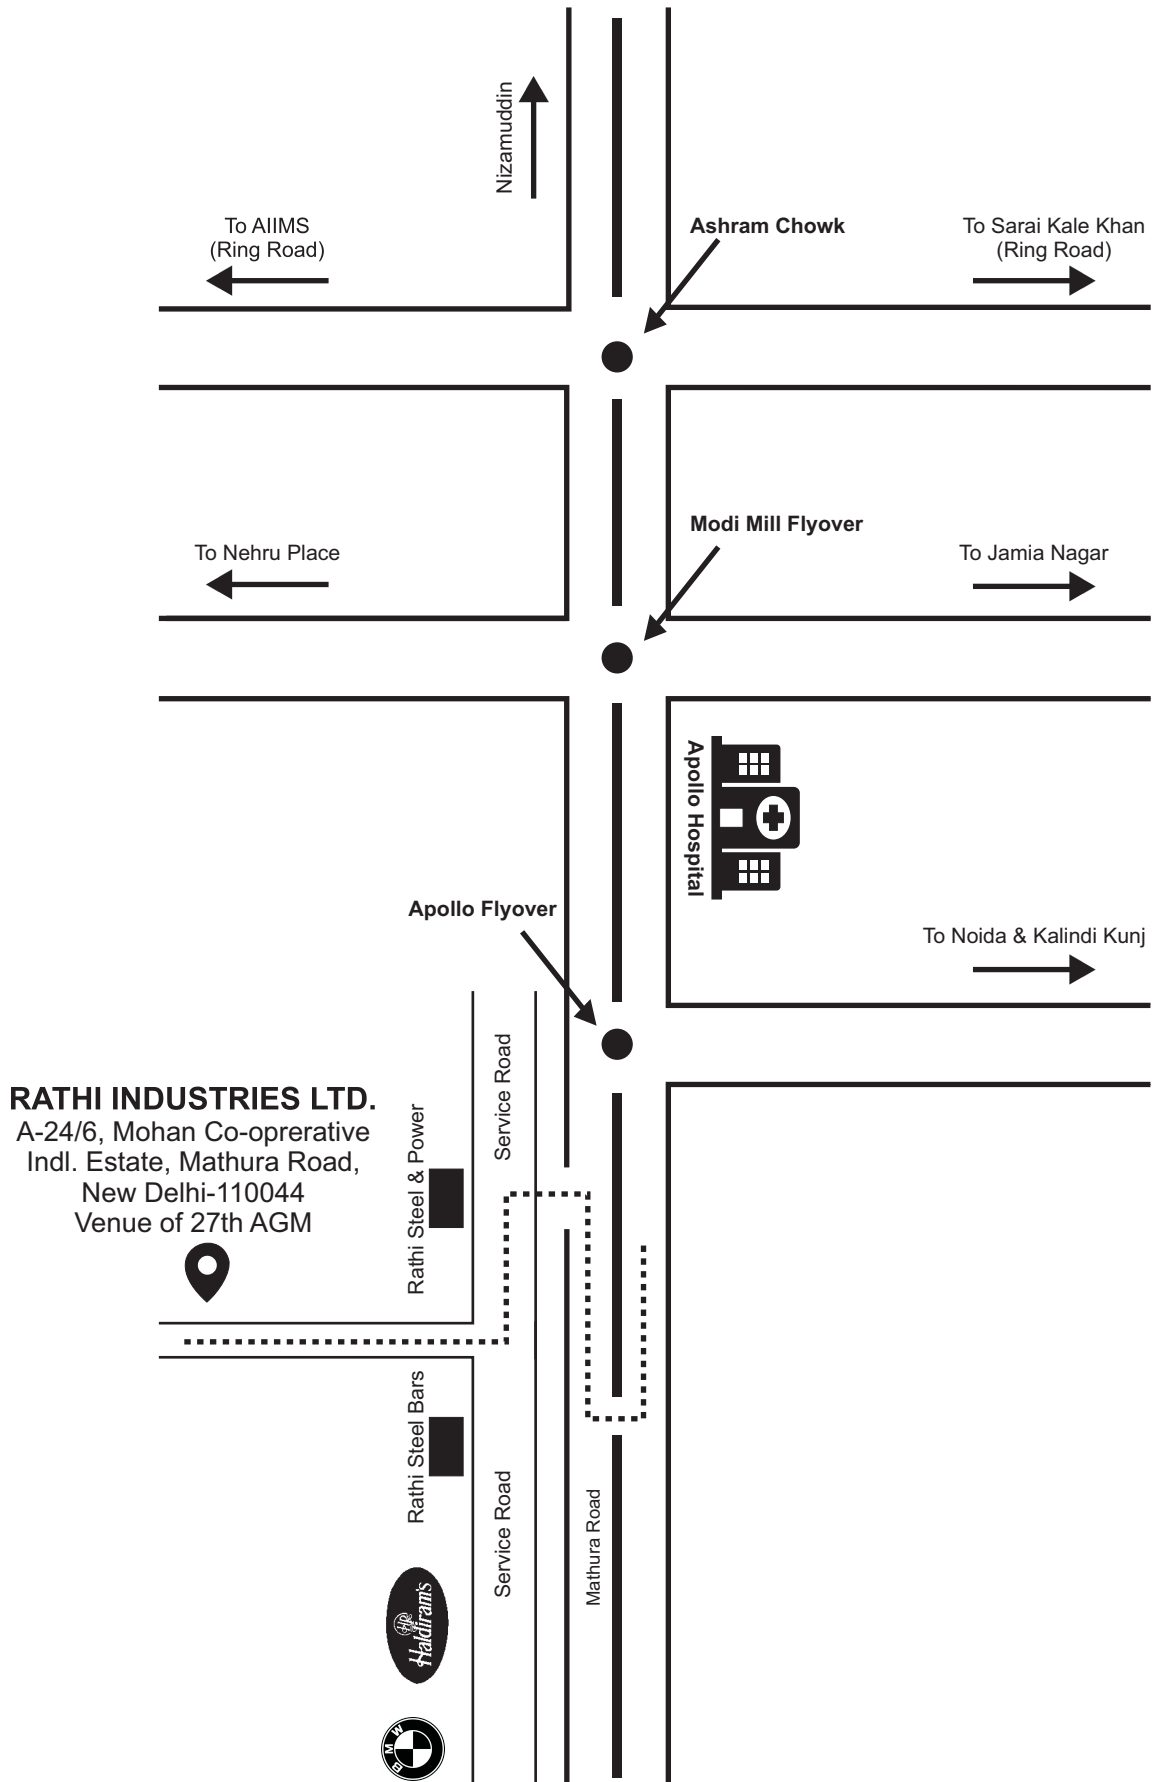 Nizamuddin
To AIIMS
(Ring Road)
Ashram Chowk
To Sarai Kale Khan
(Ring Road)
Modi Mill Flyover
To Nehru Place
To Jamia Nagar
Apollo Hospital
Apollo Flyover
To Noida & Kalindi Kunj
Service Road
RATHI INDUSTRIES LTD.
A-24/6, Mohan Co-oprerative
Indl. Estate, Mathura Road,
New Delhi-110044
Venue of 27th AGM
Rathi Steel & Power
Rathi Steel Bars
Service Road
Mathura Road
HR
Haldiram's
BMW